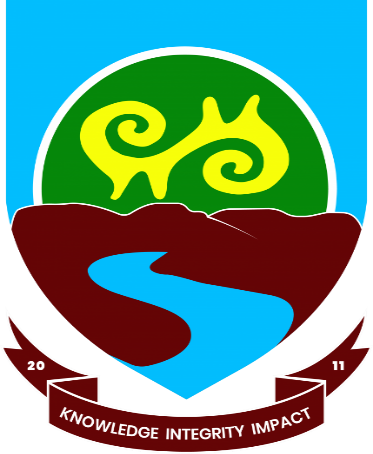 20 11
KNOWLEDGE INTEGRITY IMPACT